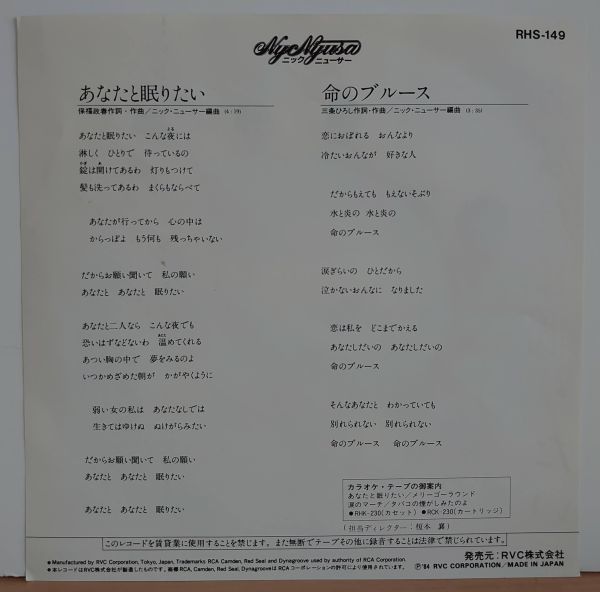 NycNyusa
ニック ニューサー
RHS-149
あなたと眠りたい
保福政春作詞・作曲/ニック・ニューサー編曲 (4:19)
あなたと眠りたい こんな夜には
よる
淋しく ひとりで 待っているの
錠は開けてあるわ 灯りもつけて
かぎ あ
髪も洗ってあるわ まくらもならべて
あなたが行ってから 心の中は
からっぽよ もう何も 残っちゃいない
だからお願い聞いて 私の願い
あなたと あなたと 眠りたい
あなたと二人なら こんな夜でも
恐いはずなどないわ 温めてくれる
あつい胸の中で 夢をみるのよ
いつかめざめた朝が かがやくように
弱い女の私は あなたなしでは
生きてはゆけぬ ぬけがらみたい
だからお願い聞いて 私の願い
あなたと あなたと 眠りたい
あなたと あなたと 眠りたい
命のブルース
三条ひろし作詞・作曲/ニック・ニューサー編曲
恋におぼれる おんなより
冷たいおんなが 好きな人
だからもえても もえないそぶり
水と炎の 水と炎の
命のブルース
涙ぎらいの ひとだから
泣かないおんなに なりました
恋は私を どこまでかえる
あなたしだいの あなたしだいの
命のブルース
そんなあなたと わかっていても
別れられない 別れられない
命のブルース 命のブルース
カラオケ・テープの御案内
あなたと眠りたい/メリーゴーラウンド
涙のマーチ/タバコの煙がしみたのよ
●RHK-230(カセット) ●RCK-230(カートリッジ)
(担当ディレクター:榎本 襄)
このレコードを賃貸業に使用することを禁じます。また無断でテープその他に録音することは法律で禁じられています。
●Manufactured by RVC Corporation, Tokyo, Japan, Trademarks RCA Camden, Red Seal and Dynagroove used by authority of RCA Corporation
●本レコードはRVC株式会社が製造したものです。商標RCA, Camden, Red Seal, DynagrooveはRCAコーポレーションの許可により使用されています。
発売元:RVC株式会社
Ⓟ'84 RVC CORPORATION/MADE IN JAPAN